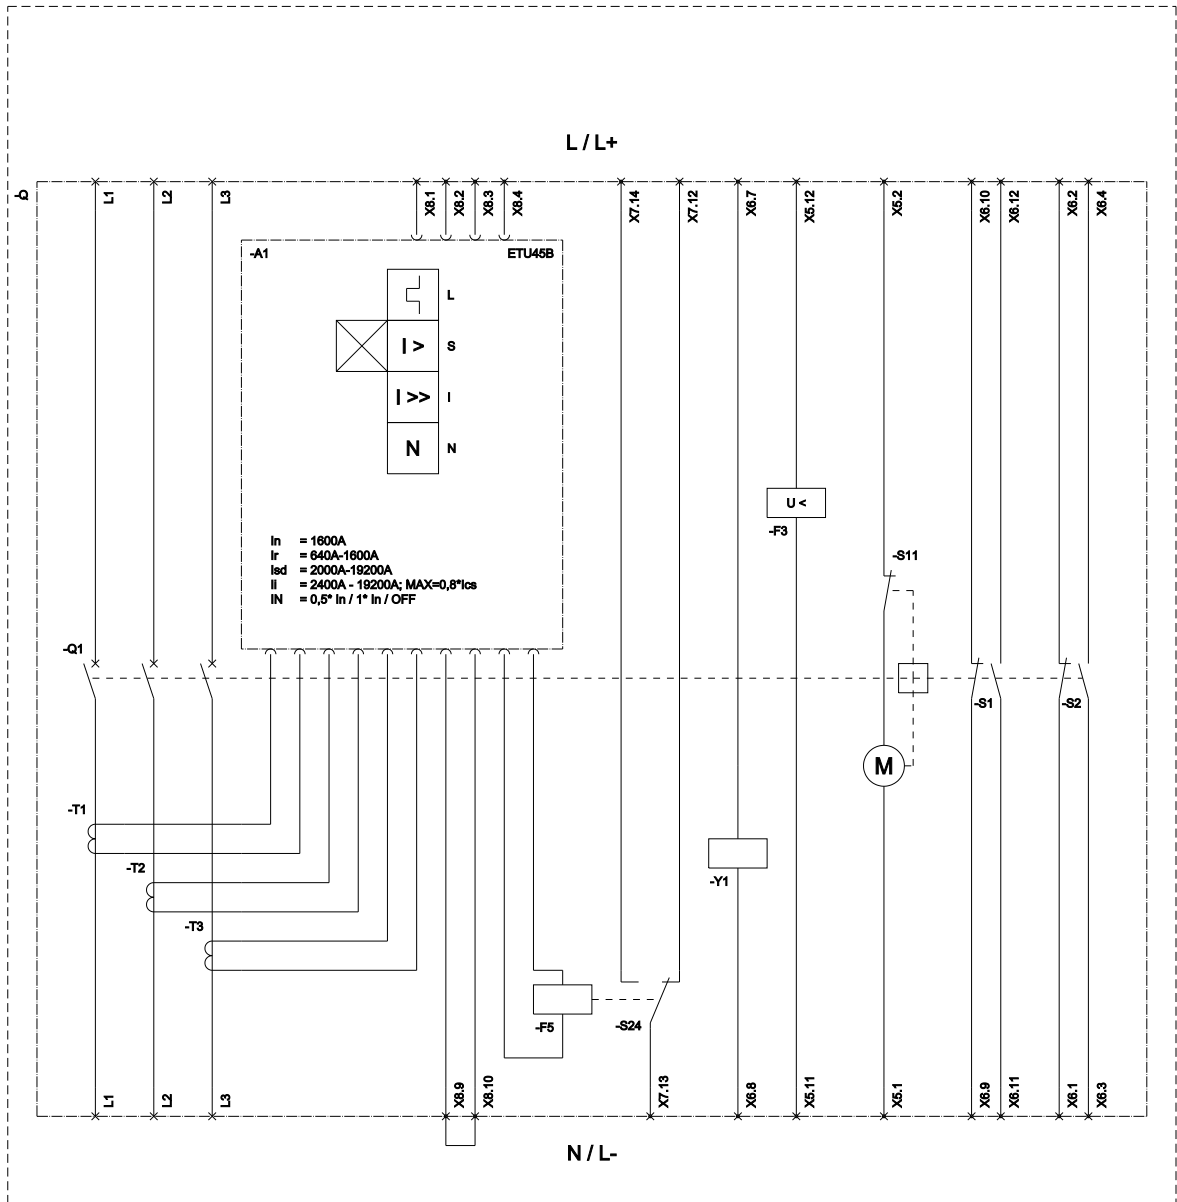 L / L+
-Q
L1
L2
L3
X8.1
X8.2
X8.3
X8.4
X7.14
X7.12
X6.7
X5.12
X5.2
X6.10
X6.12
X6.2
X6.4
-A1
ETU45B
L
I >
S
I >>
I
N
N
U <
-F3
In = 1600A
Ir = 640A-1600A
Isd = 2000A-19200A
Ii = 2400A - 19200A; MAX=0,8*Ics
IN = 0,5* In / 1* In / OFF
-S11
-Q1
-S1
-S2
M
-T1
-T2
-Y1
-T3
-F5
-S24
L1
L2
L3
X8.9
X8.10
X7.13
X6.8
X5.11
X5.1
X6.9
X6.11
X6.1
X6.3
N / L-